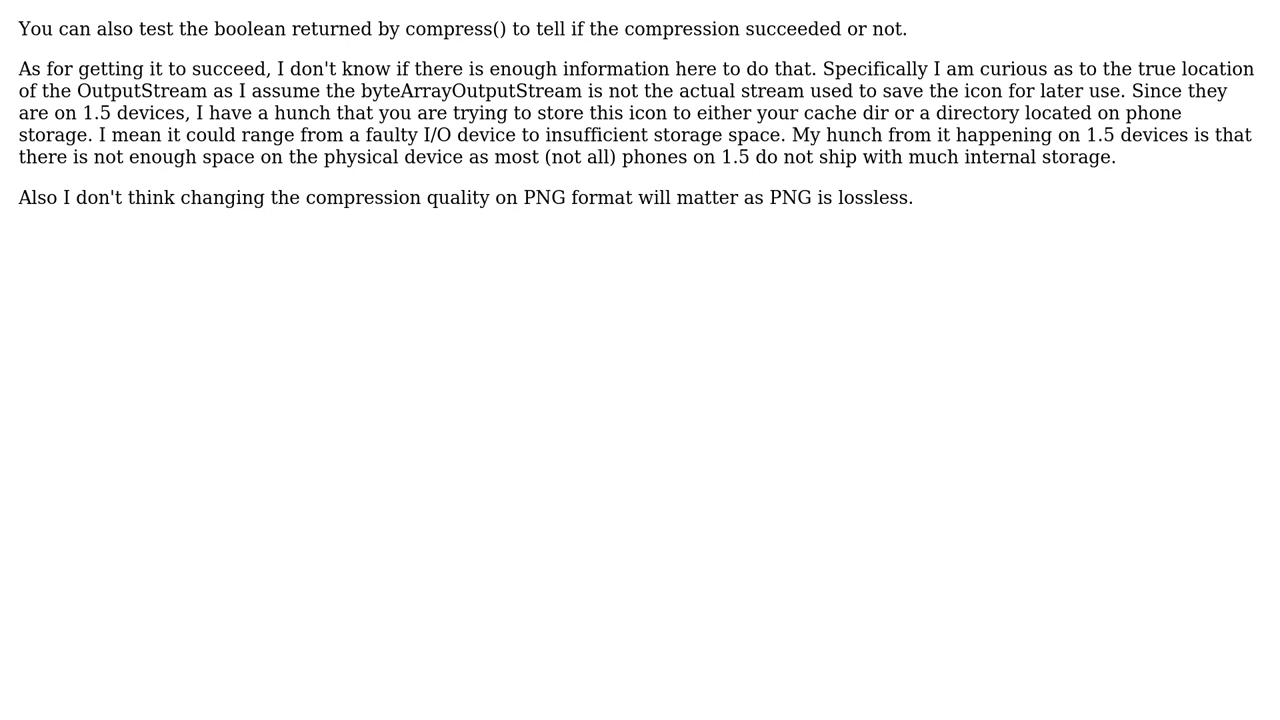 You can also test the boolean returned by compress() to tell if the compression succeeded or not.
As for getting it to succeed, I don't know if there is enough information here to do that. Specifically I am curious as to the true location
of the OutputStream as I assume the byteArrayOutputStream is not the actual stream used to save the icon for later use. Since they
are on 1.5 devices, I have a hunch that you are trying to store this icon to either your cache dir or a directory located on phone
storage. I mean it could range from a faulty I/O device to insufficient storage space. My hunch from it happening on 1.5 devices is that
there is not enough space on the physical device as most (not all) phones on 1.5 do not ship with much internal storage.
Also I don't think changing the compression quality on PNG format will matter as PNG is lossless.